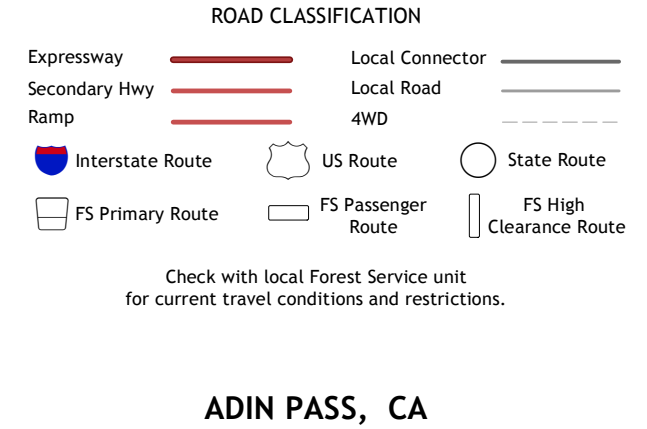 ROAD CLASSIFICATION
Expressway
Local Connector
Secondary Hwy
Local Road
Ramp
4WD
Interstate Route
US Route
State Route
FS Primary Route
FS Passenger
Route
FS High
Clearance Route
Check with local Forest Service unit
for current travel conditions and restrictions.
ADIN PASS, CA